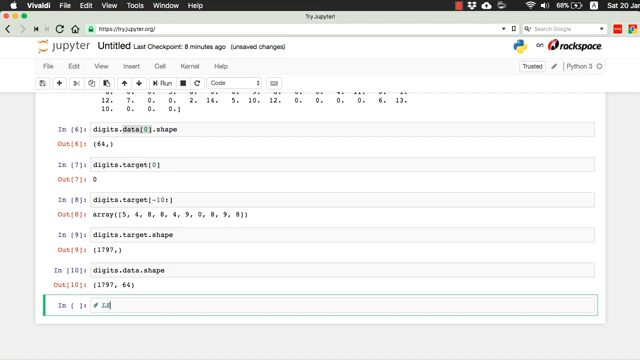 Vivaldi File Edit View Tools Window Help Sat 20 Jan
Try Jupyter!
https://try.jupyter.org/ Search Google
jupyter Untitled Last Checkpoint: 8 minutes ago (unsaved changes) on Rackspace
File Edit View Insert Cell Kernel Help Trusted Python 3
Run Code
12. 7. 0. 0. 2. 14. 5. 10. 12. 0. 0. 0. 0. 6. 13.
10. 0. 0. 0.]
In [6]: digits.data[0].shape
Out[6]: (64,)
In [7]: digits.target[0]
Out[7]: 0
In [8]: digits.target[-10:]
Out[8]: array([5, 4, 8, 8, 4, 9, 0, 8, 9, 8])
In [9]: digits.target.shape
Out[9]: (1797,)
In [10]: digits.data.shape
Out[10]: (1797, 64)
In [ ]: # LE